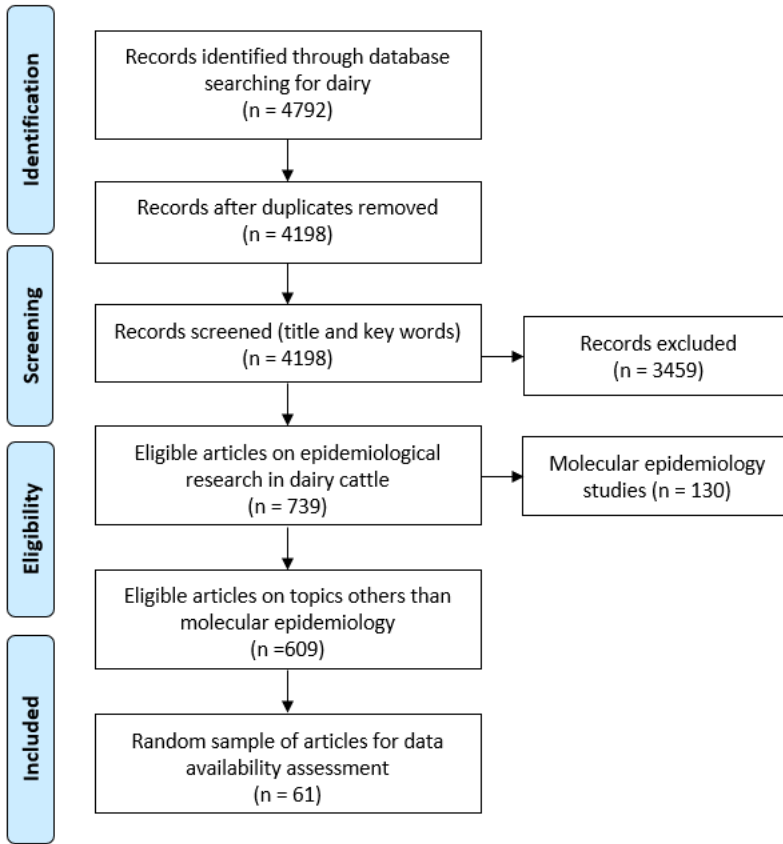 Identification
Records identified through database
searching for dairy
(n = 4792)
Records after duplicates removed
(n = 4198)
Screening
Records screened (title and key words)
(n = 4198)
Records excluded
(n = 3459)
Eligibility
Eligible articles on epidemiological
research in dairy cattle
(n = 739)
Molecular epidemiology
studies (n = 130)
Eligible articles on topics others than
molecular epidemiology
(n =609)
Included
Random sample of articles for data
availability assessment
(n = 61)